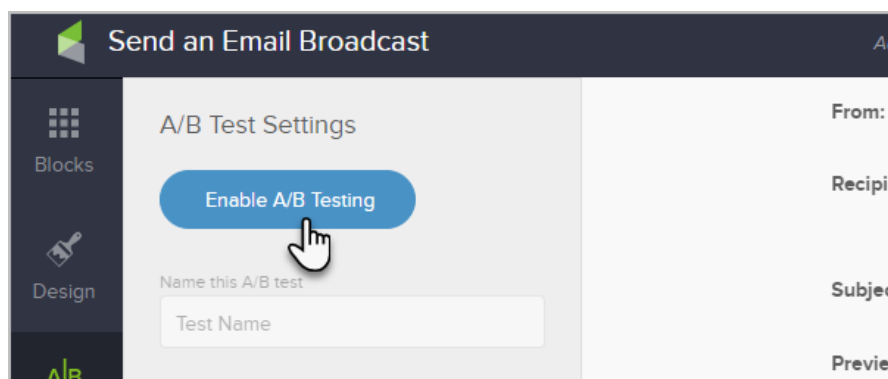 Send an Email Broadcast
Blocks
Design
A|B
A/B Test Settings
Enable A/B Testing
Name this A/B test
Test Name
From: